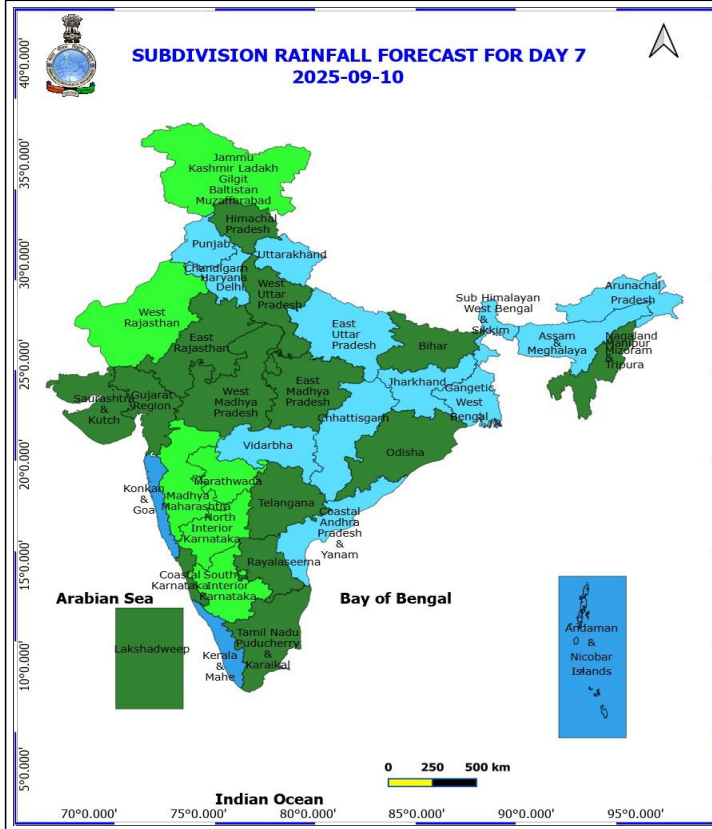 SUBDIVISION RAINFALL FORECAST FOR DAY 7
2025-09-10
40°0.000'
35°0.000'
30°0.000'
25°0.000'
20°0.000'
15°0.000'
10°0.000'
5°0.000'
Jammu
Kashmir Ladakh
Gilgit
Baltistan
Muzaffarabad
Himachal
Pradesh
Punjab
Uttarakhand
Chandigarh
Haryana
Delhi
West
Uttar
Pradesh
West
Rajasthan
East
Rajasthan
East
Uttar
Pradesh
Bihar
Sub Himalayan
West Bengal
&
Sikkim
Arunachal
Pradesh
Assam
&
Meghalaya
Nagaland
Manipur
Mizoram
&
Tripura
Saurashtra
&
Kutch
Gujarat
Region
West
Madhya
Pradesh
East
Madhya
Pradesh
Jharkhand
Gangetic
West
Bengal
Chhattisgarh
Vidarbha
Odisha
Konkan
&
Goa
Madhya
Maharashtra
Marathwada
North
Interior
Karnataka
Telangana
Coastal
Andhra
Pradesh
&
Yanam
Rayalaseema
Coastal
Karnataka
South
Interior
Karnataka
Arabian Sea
Bay of Bengal
Lakshadweep
Kerala
&
Mahe
Tamil Nadu
Puducherry
&
Karaikal
Andaman
&
Nicobar
Islands
0 250 500 km
Indian Ocean
70°0.000' 75°0.000' 80°0.000' 85°0.000' 90°0.000' 95°0.000'